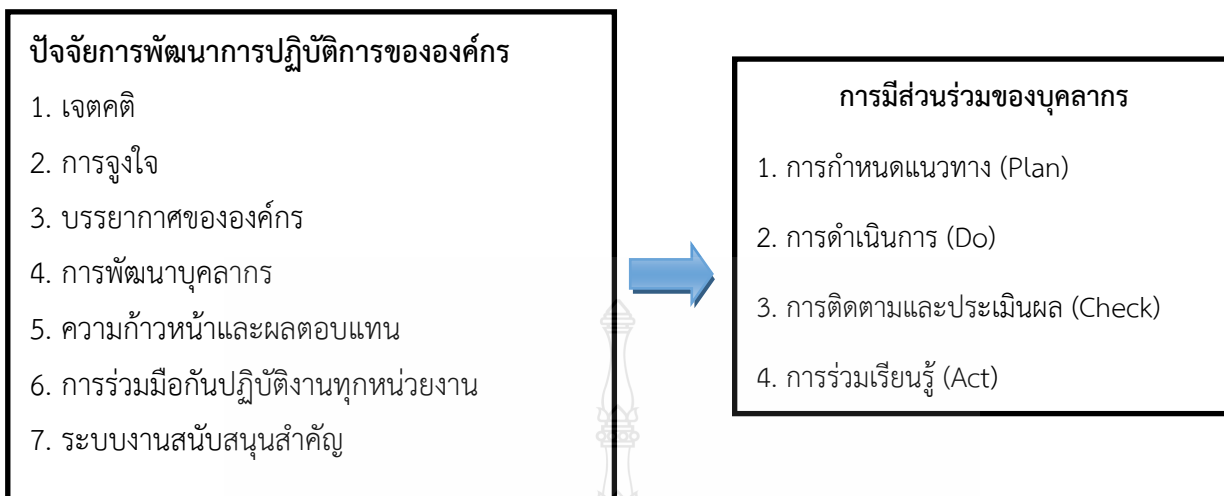 ปัจจัยการพัฒนาการปฏิบัติการขององค์กร
1. เจตคติ
2. การจูงใจ
3. บรรยากาศขององค์กร
4. การพัฒนาบุคลากร
5. ความก้าวหน้าและผลตอบแทน
6. การร่วมมือกันปฏิบัติงานทุกหน่วยงาน
7. ระบบงานสนับสนุนสำคัญ
การมีส่วนร่วมของบุคลากร
1. การกำหนดแนวทาง (Plan)
2. การดำเนินการ (Do)
3. การติดตามและประเมินผล (Check)
4. การร่วมเรียนรู้ (Act)